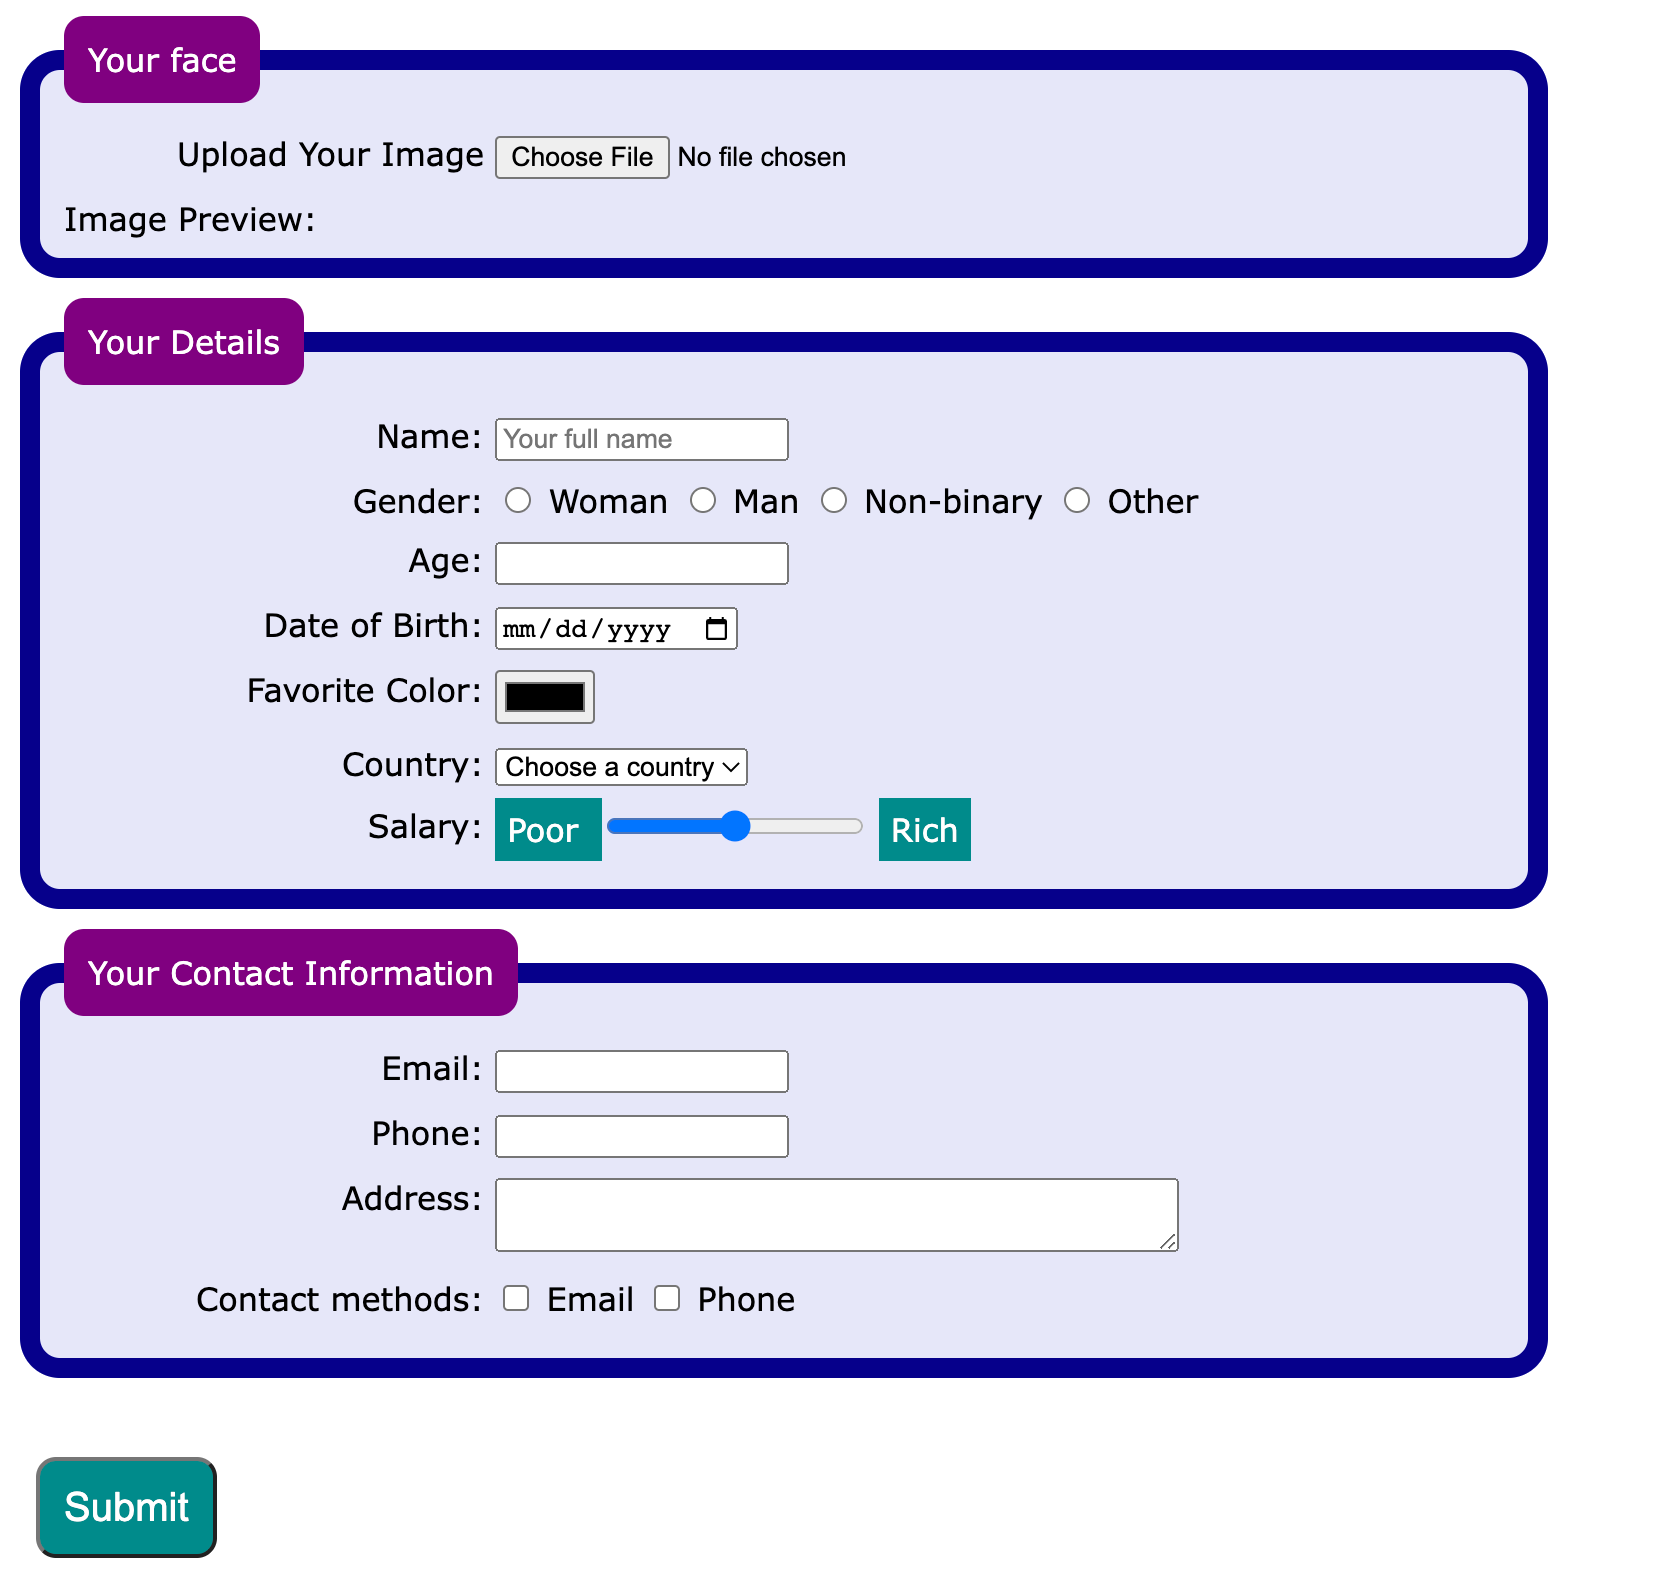 Your face
Upload Your Image Choose File No file chosen
Image Preview:
Your Details
Name: Your full name
Gender: Woman Man Non-binary Other
Age:
Date of Birth: mm/dd/yyyy
Favorite Color:
Country: Choose a country
Salary: Poor Rich
Your Contact Information
Email:
Phone:
Address:
Contact methods: Email Phone
Submit